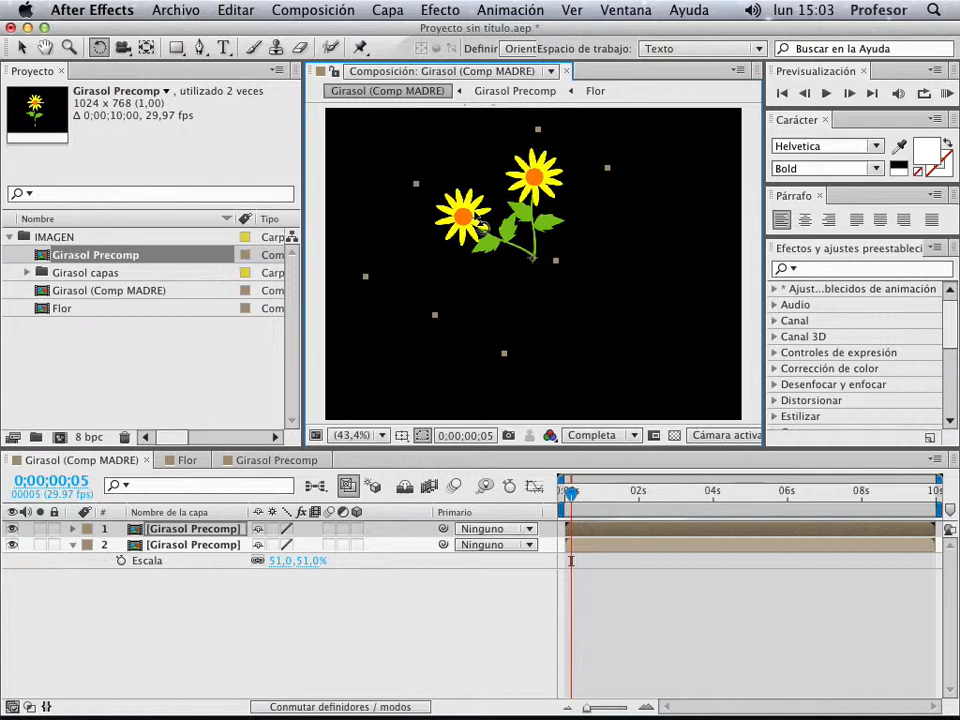 After Effects Archivo Editar Composición Capa Efecto Animación Ver Ventana Ayuda lun 15:03 Profesor
Proyecto sin título.aep *
Definir OrientEspacio de trabajo: Texto Buscar en la Ayuda
Proyecto
Girasol Precomp , utilizado 2 veces
1024 x 768 (1,00)
Δ 0;00;10;00, 29,97 fps
Nombre Tipo
IMAGEN Carp
Girasol Precomp Com
Girasol capas Carp
Girasol (Comp MADRE) Com
Flor Com
8 bpc
Composición: Girasol (Comp MADRE)
Girasol (Comp MADRE) Girasol Precomp Flor
(43,4%) 0;00;00;05 Completa Cámara activa
Previsualización
Carácter
Helvetica
Bold
Párrafo
Efectos y ajustes preestableci
* Ajust...blecidos de animación
Audio
Canal
Canal 3D
Controles de expresión
Corrección de color
Desenfocar y enfocar
Distorsionar
Estilizar
Girasol (Comp MADRE) Flor Girasol Precomp
0;00;00;05
00005 (29.97 fps)
02s 04s 06s 08s 10s
# Nombre de la capa Primario
1 [Girasol Precomp] Ninguno
2 [Girasol Precomp] Ninguno
Escala 51,0,51,0%
Conmutar definidores / modos